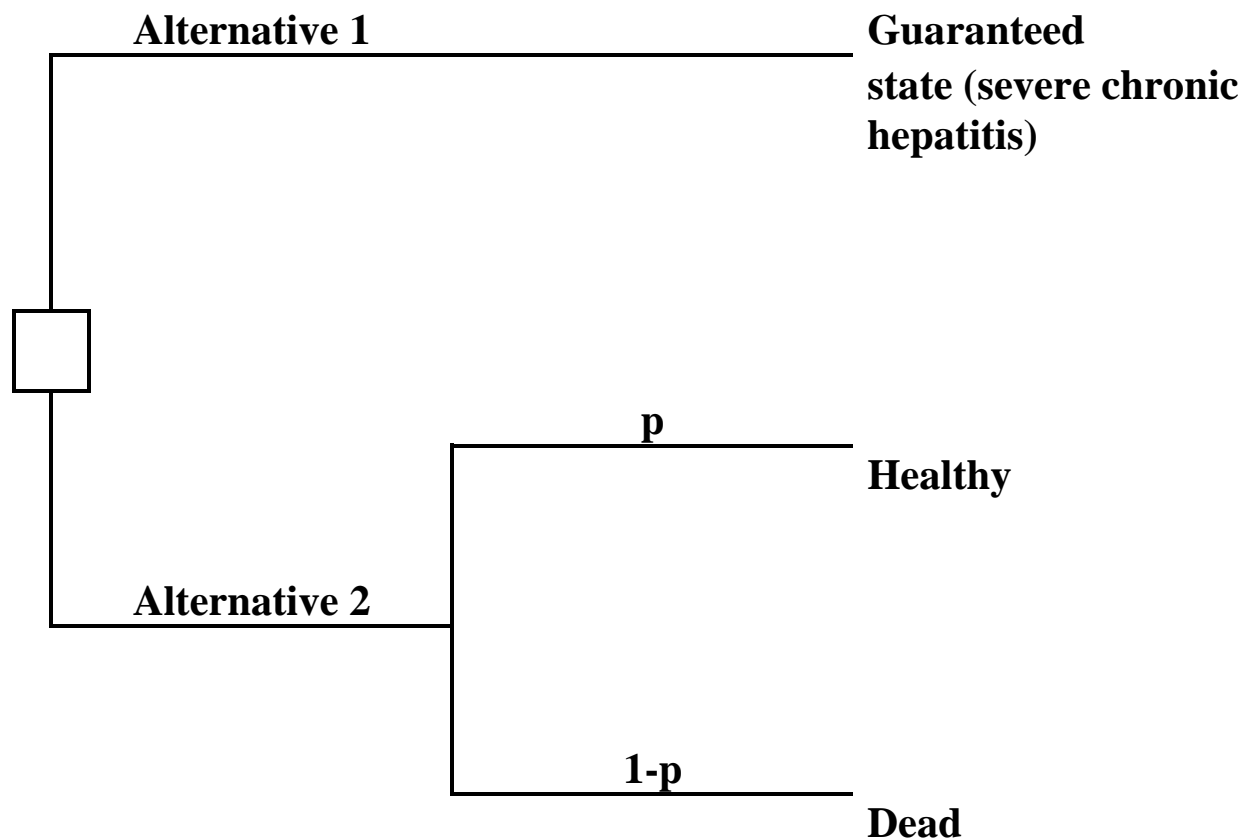 Alternative 1
Guaranteed
state (severe chronic
hepatitis)
p
Healthy
Alternative 2
1-p
Dead